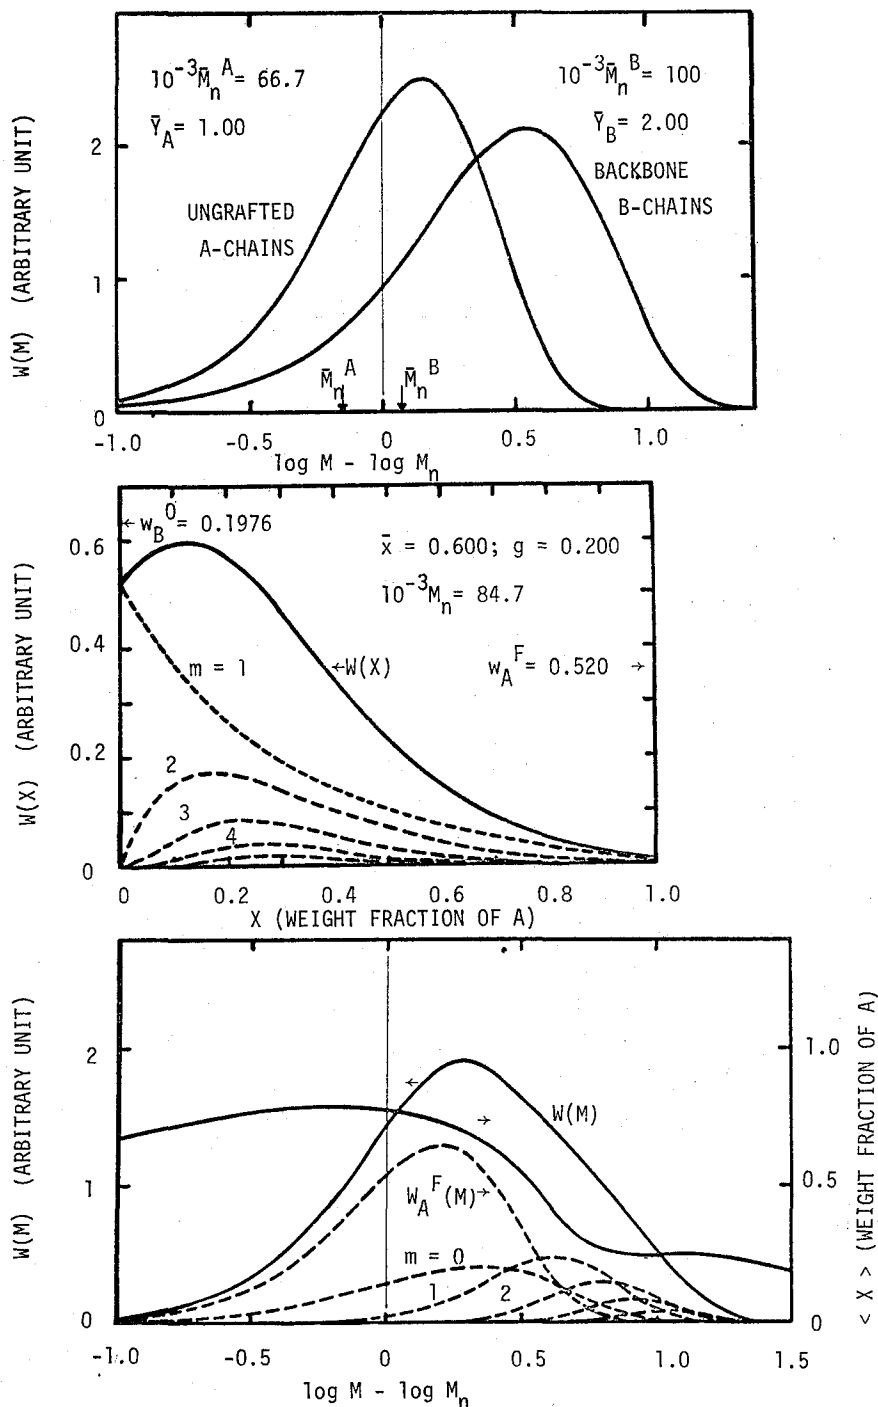 W(M) (ARBITRARY UNIT)
2
1
0
10⁻³M̄ₙᴬ= 66.7
Ȳ_A= 1.00
10⁻³M̄ₙᴮ= 100
Ȳ_B= 2.00
BACKBONE
B-CHAINS
UNGRAFTED
A-CHAINS
M̄ₙᴬ
M̄ₙᴮ
-1.0 -0.5 0 0.5 1.0
log M - log Mₙ
W(X) (ARBITRARY UNIT)
0.6
0.4
0.2
0
←w_B⁰= 0.1976
x̄ = 0.600; g = 0.200
10⁻³Mₙ= 84.7
m = 1
←W(X)
w_A^F= 0.520 →
2
3
4
0 0.2 0.4 0.6 0.8 1.0
X (WEIGHT FRACTION OF A)
W(M) (ARBITRARY UNIT)
2
1
0
←
→
W(M)
W_A^F(M)→
m = 0
1
2
1.0
0.5
0
< X > (WEIGHT FRACTION OF A)
-1.0 -0.5 0 0.5 1.0 1.5
log M - log Mₙ